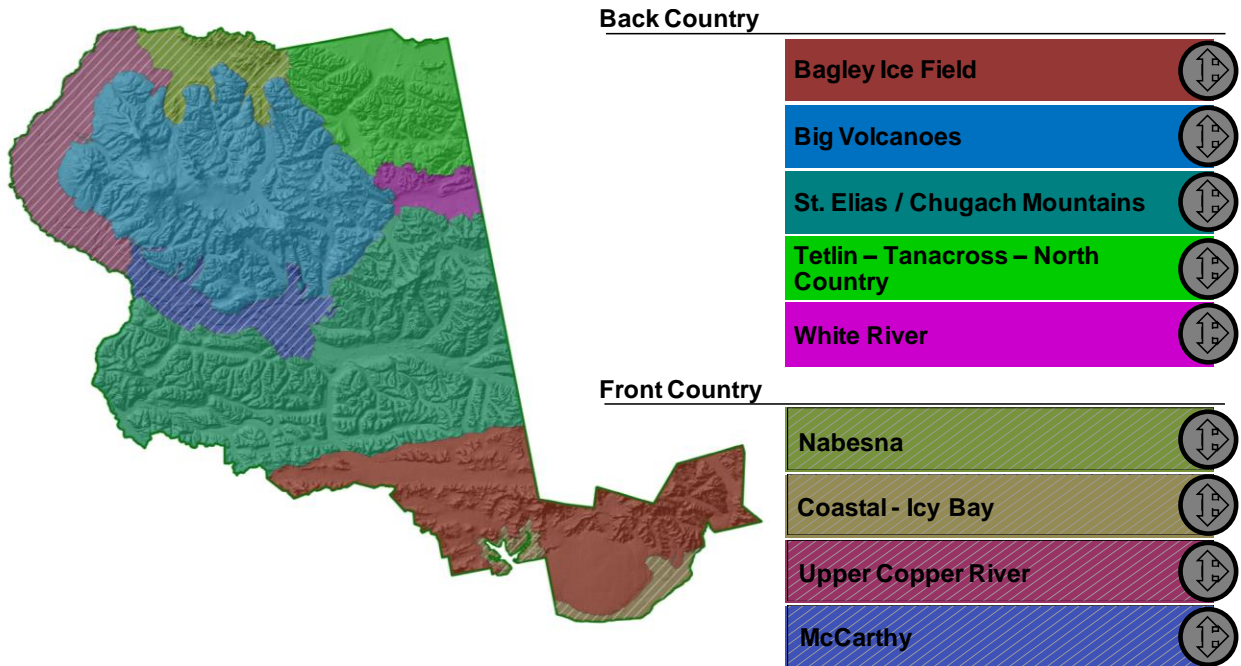 Back Country
Bagley Ice Field
Big Volcanoes
St. Elias / Chugach Mountains
Tetlin – Tanacross – North
Country
White River
Front Country
Nabesna
Coastal - Icy Bay
Upper Copper River
McCarthy